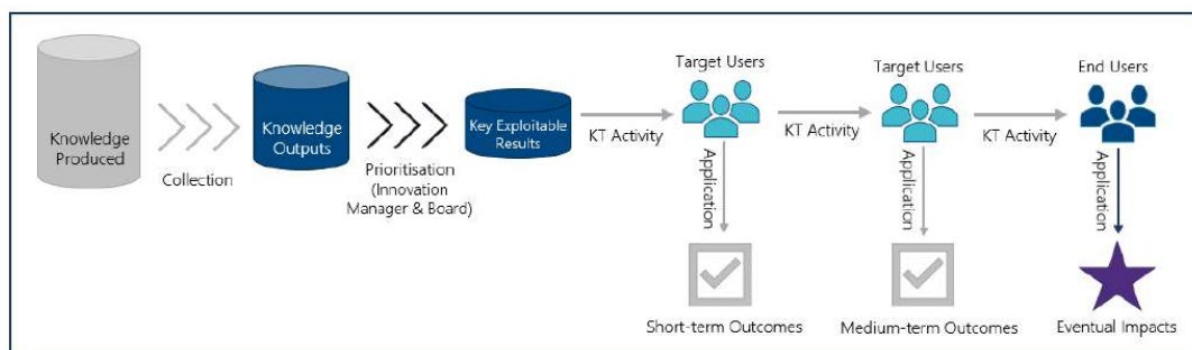 Knowledge
Produced
Collection
Knowledge
Outputs
Prioritisation
(Innovation
Manager & Board)
Key Exploitable
Results
KT Activity
Target Users
Application
Short-term Outcomes
KT Activity
Target Users
Application
Medium-term Outcomes
KT Activity
End Users
Application
Eventual Impacts